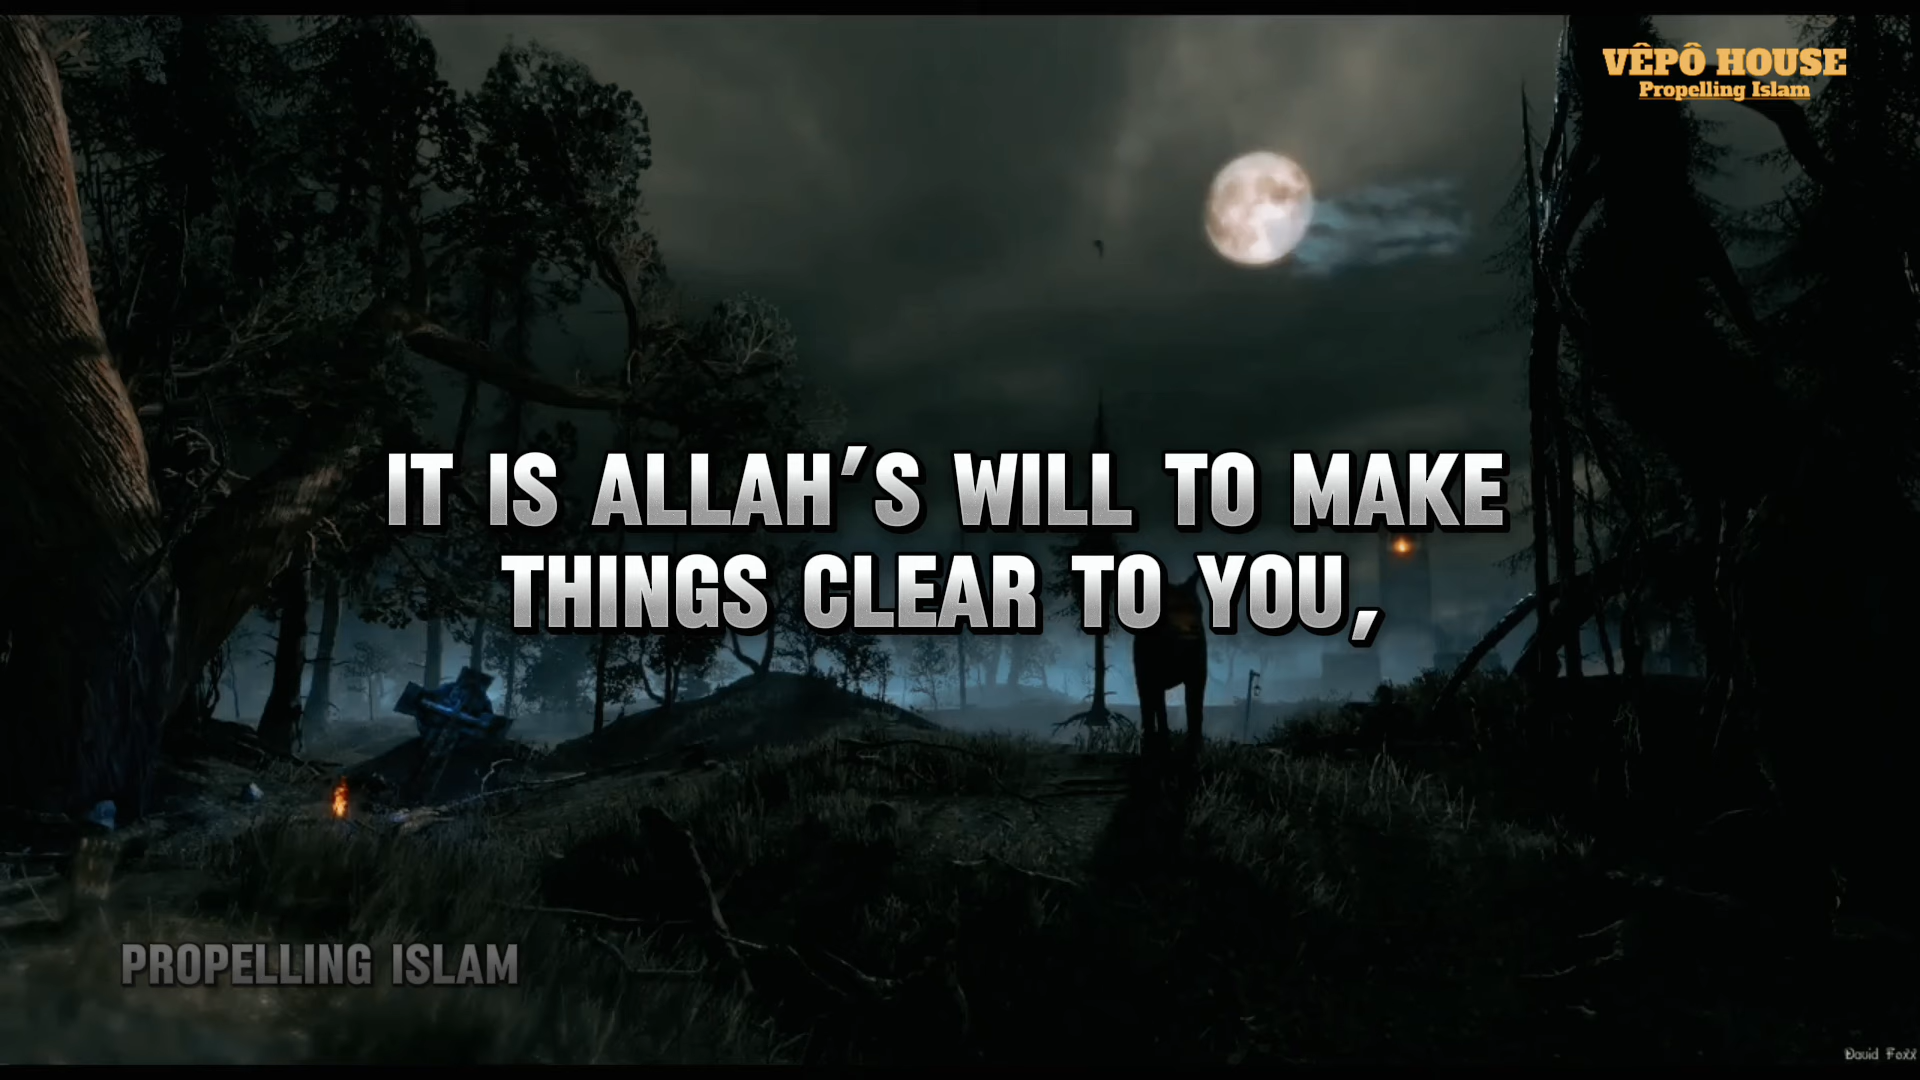 VÊPÔ HOUSE
Propelling Islam
IT IS ALLAH'S WILL TO MAKE
THINGS CLEAR TO YOU,
PROPELLING ISLAM
David Foxx